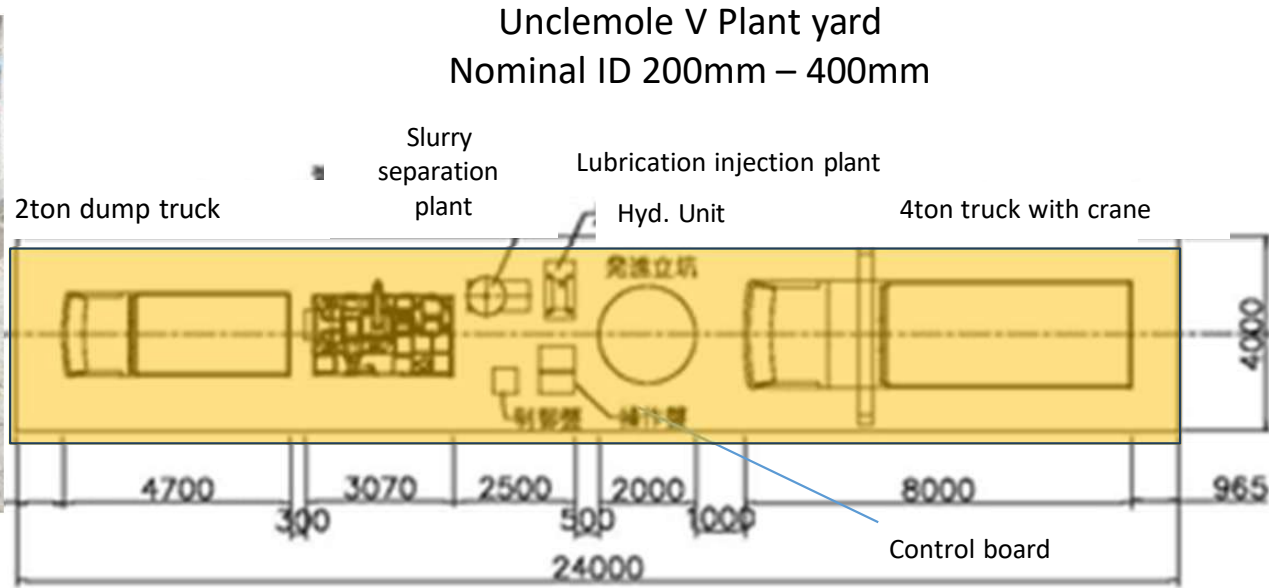 Unclemole V Plant yard
Nominal ID 200mm – 400mm
Slurry
separation
plant
Lubrication injection plant
2ton dump truck
Hyd. Unit
4ton truck with crane
発進立坑
4000
制御盤
操作盤
4700
3070
2500
2000
8000
965
300
500
1000
Control board
24000